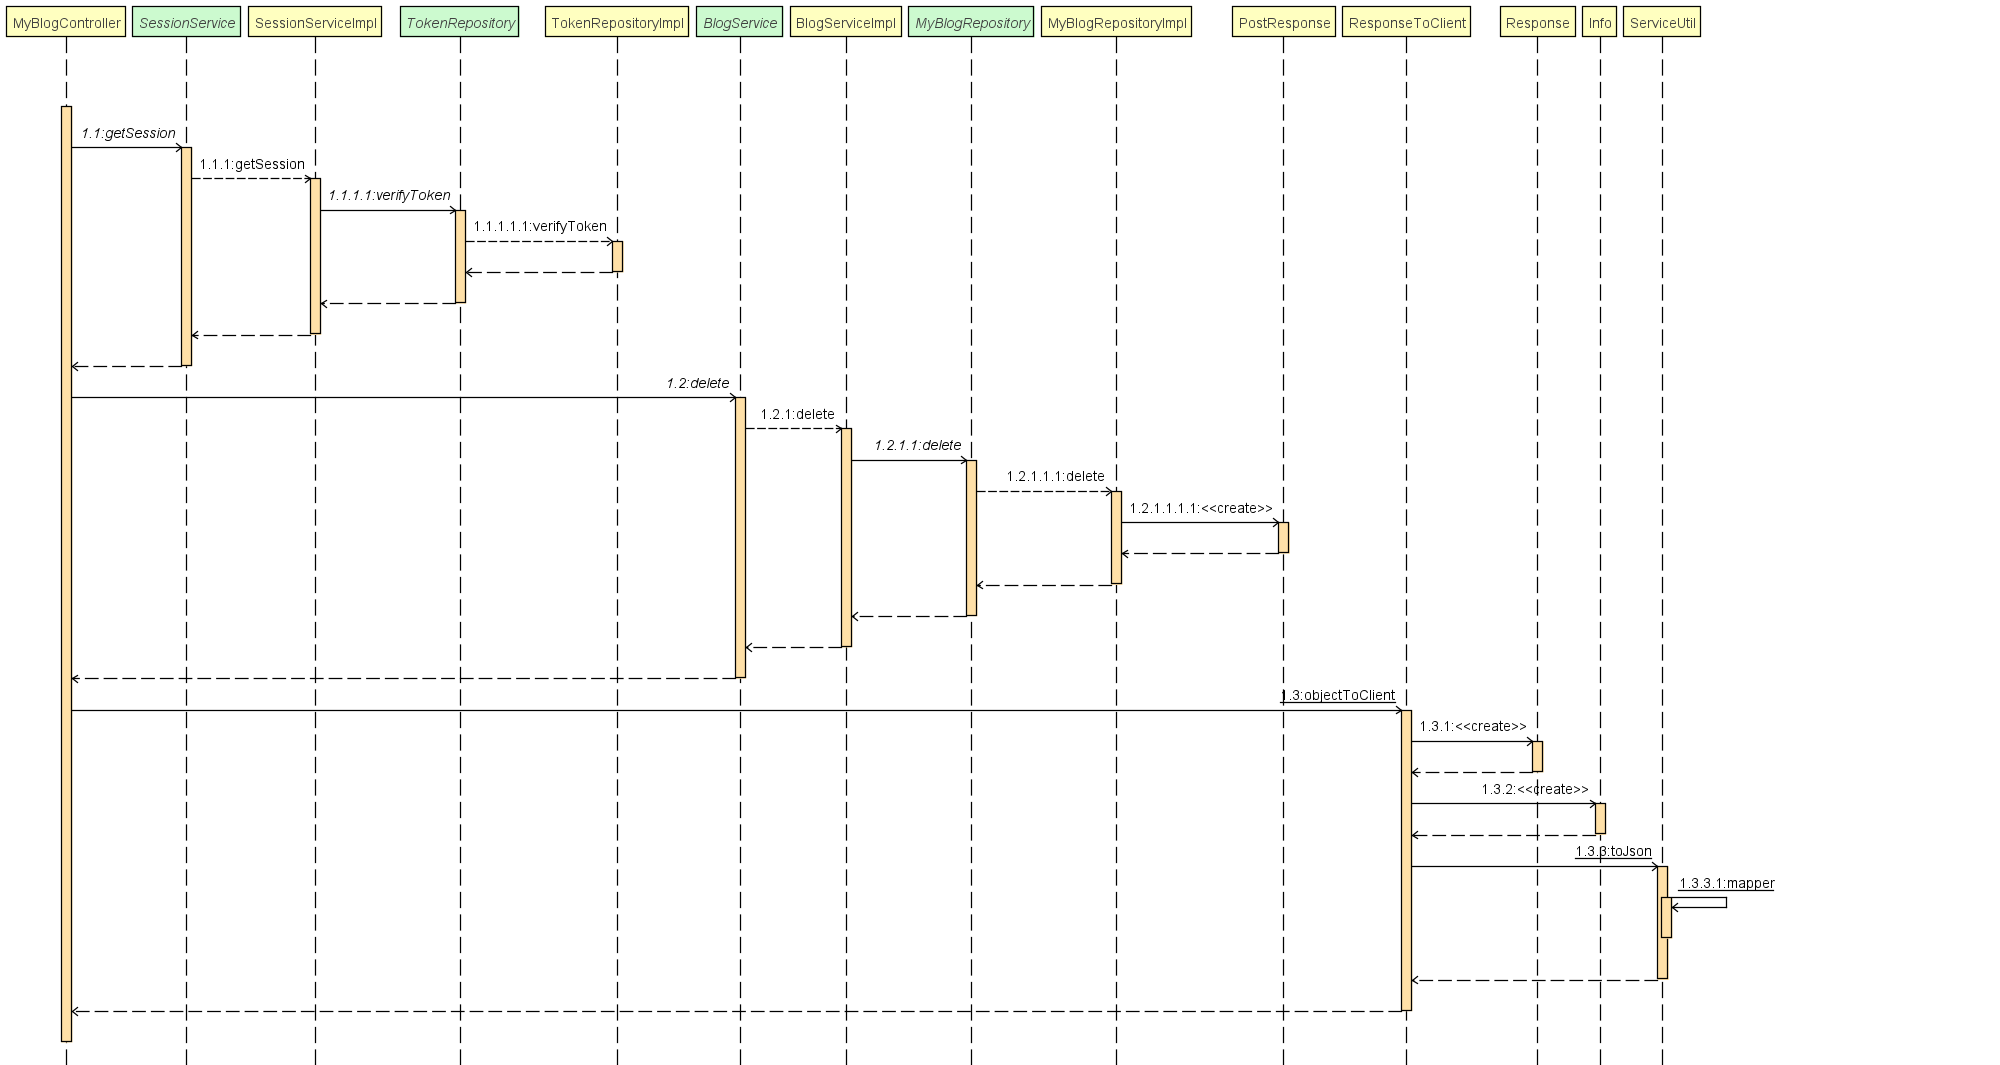 MyBlogController
SessionService
SessionServiceImpl
TokenRepository
TokenRepositoryImpl
BlogService
BlogServiceImpl
MyBlogRepository
MyBlogRepositoryImpl
PostResponse
ResponseToClient
Response
Info
ServiceUtil
1.1:getSession
1.1.1:getSession
1.1.1.1:verifyToken
1.1.1.1.1:verifyToken
1.2:delete
1.2.1:delete
1.2.1.1:delete
1.2.1.1.1:delete
1.2.1.1.1.1:<<create>>
1.3:objectToClient
1.3.1:<<create>>
1.3.2:<<create>>
1.3.3:toJson
1.3.3.1:mapper